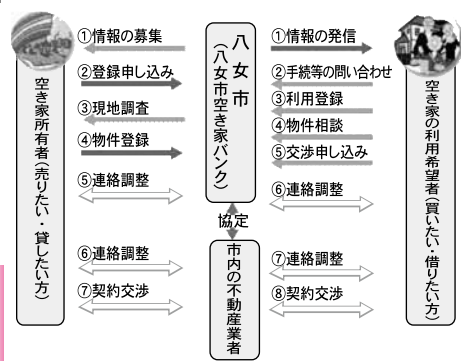 空き家所有者(売りたい・貸したい方)
①情報の募集
②登録申し込み
③現地調査
④物件登録
⑤連絡調整
⑥連絡調整
⑦契約交渉
八女市
(八女市空き家バンク)
協定
市内の不動産業者
①情報の発信
②手続等の問い合わせ
③利用登録
④物件相談
⑤交渉申し込み
⑥連絡調整
⑦連絡調整
⑧契約交渉
空き家の利用希望者(買いたい・借りたい方)